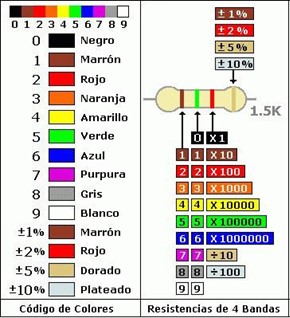 0 1 2 3 4 5 6 7 8 9
0 Negro
1 Marrón
2 Rojo
3 Naranja
4 Amarillo
5 Verde
6 Azul
7 Purpura
8 Gris
9 Blanco
±1% Marrón
±2% Rojo
±5% Dorado
±10% Plateado
Código de Colores
±1%
±2%
±5%
±10%
1.5K
0 X1
1 1 X10
2 2 X100
3 3 X1000
4 4 X10000
5 5 X100000
6 6 X1000000
7 7 ÷10
8 8 ÷100
9 9
Resistencias de 4 Bandas